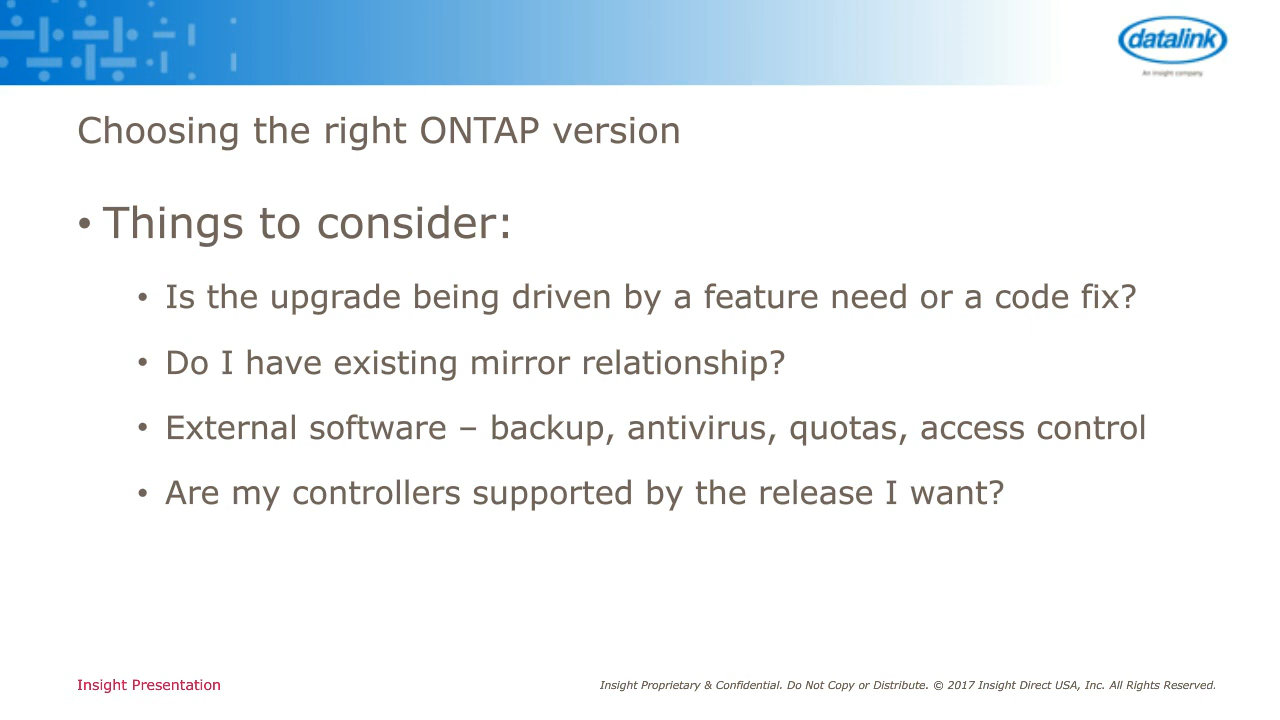 datalink
An Insight company
Choosing the right ONTAP version
• Things to consider:
• Is the upgrade being driven by a feature need or a code fix?
• Do I have existing mirror relationship?
• External software – backup, antivirus, quotas, access control
• Are my controllers supported by the release I want?
Insight Presentation
Insight Proprietary & Confidential. Do Not Copy or Distribute. © 2017 Insight Direct USA, Inc. All Rights Reserved.